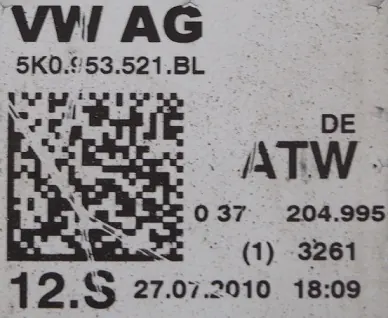 VW AG
5K0.953.521.BL
DE
ATW
0 37 204.995
(1) 3261
12.S 27.07.2010 18:09